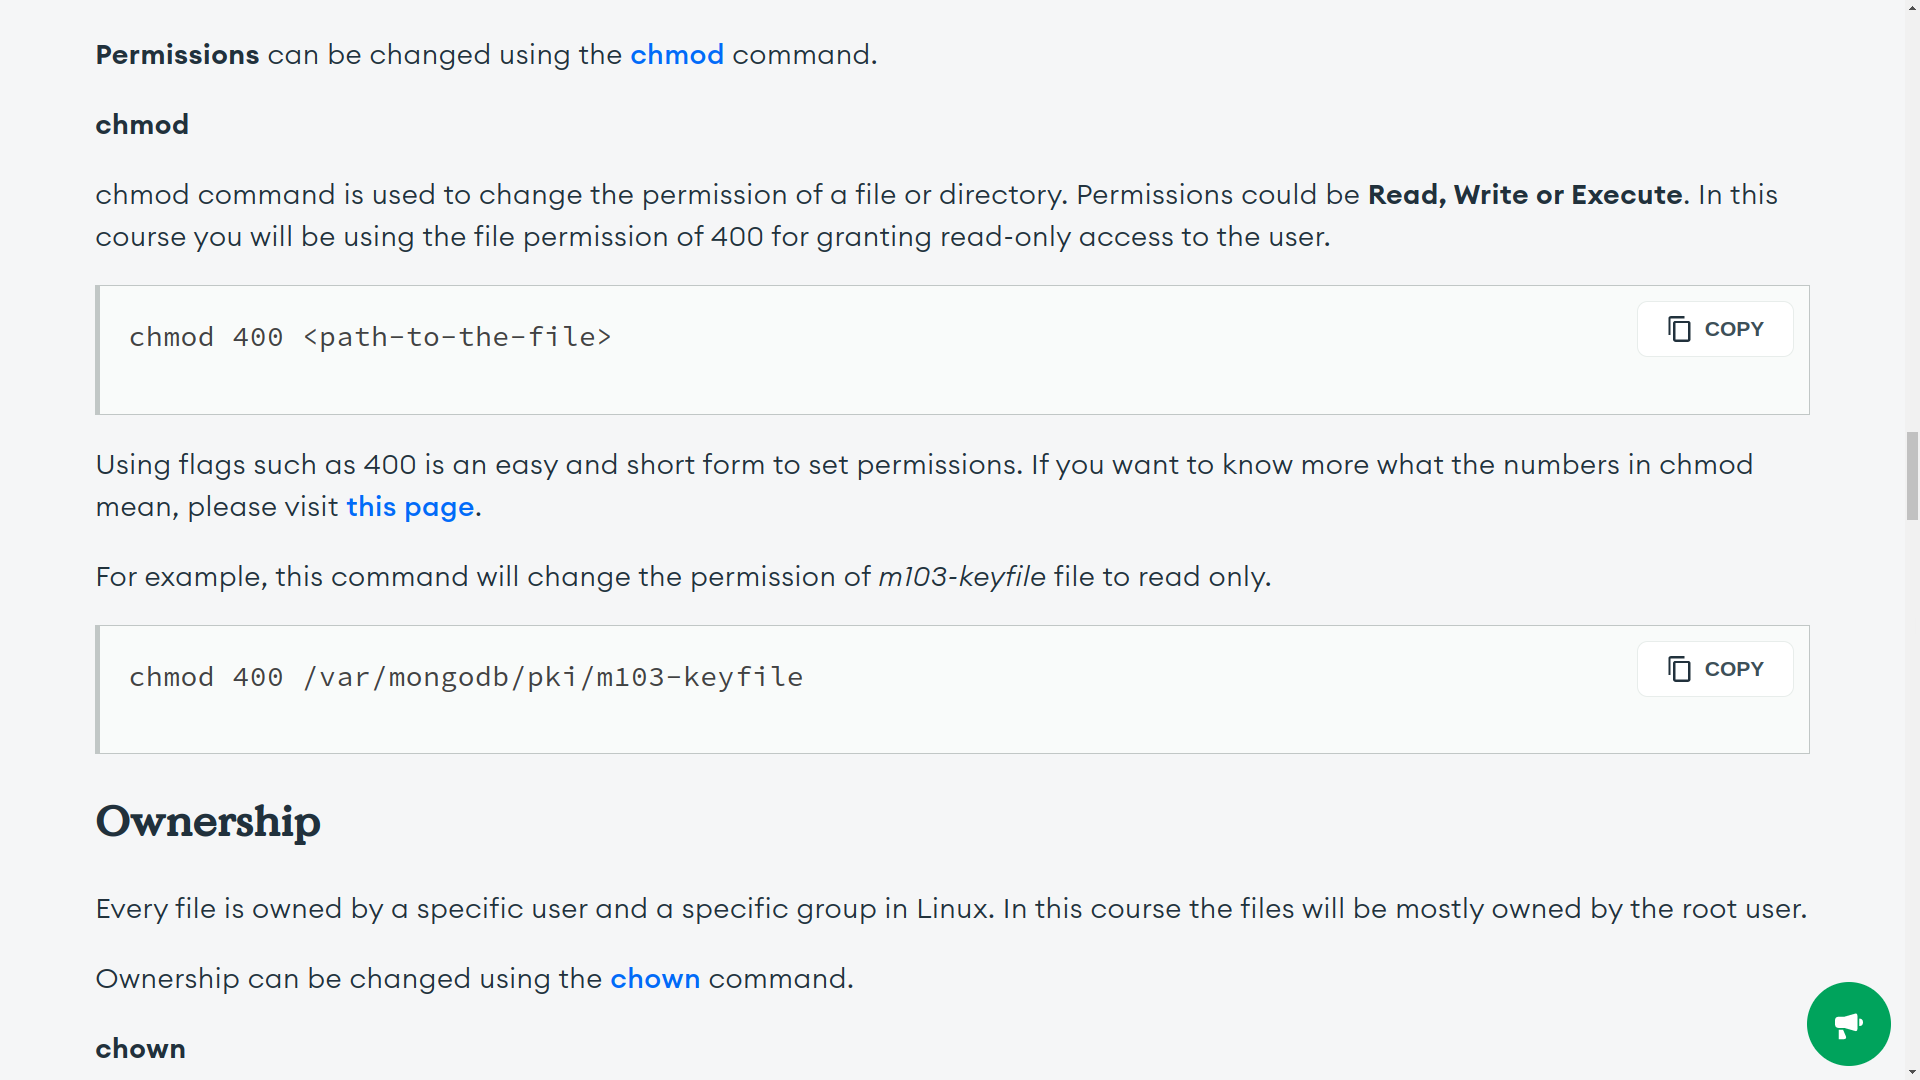 Permissions can be changed using the chmod command.
chmod
chmod command is used to change the permission of a file or directory. Permissions could be Read, Write or Execute. In this
course you will be using the file permission of 400 for granting read-only access to the user.
chmod 400 <path-to-the-file>
COPY
Using flags such as 400 is an easy and short form to set permissions. If you want to know more what the numbers in chmod
mean, please visit this page.
For example, this command will change the permission of m103-keyfile file to read only.
chmod 400 /var/mongodb/pki/m103-keyfile
COPY
Ownership
Every file is owned by a specific user and a specific group in Linux. In this course the files will be mostly owned by the root user.
Ownership can be changed using the chown command.
chown